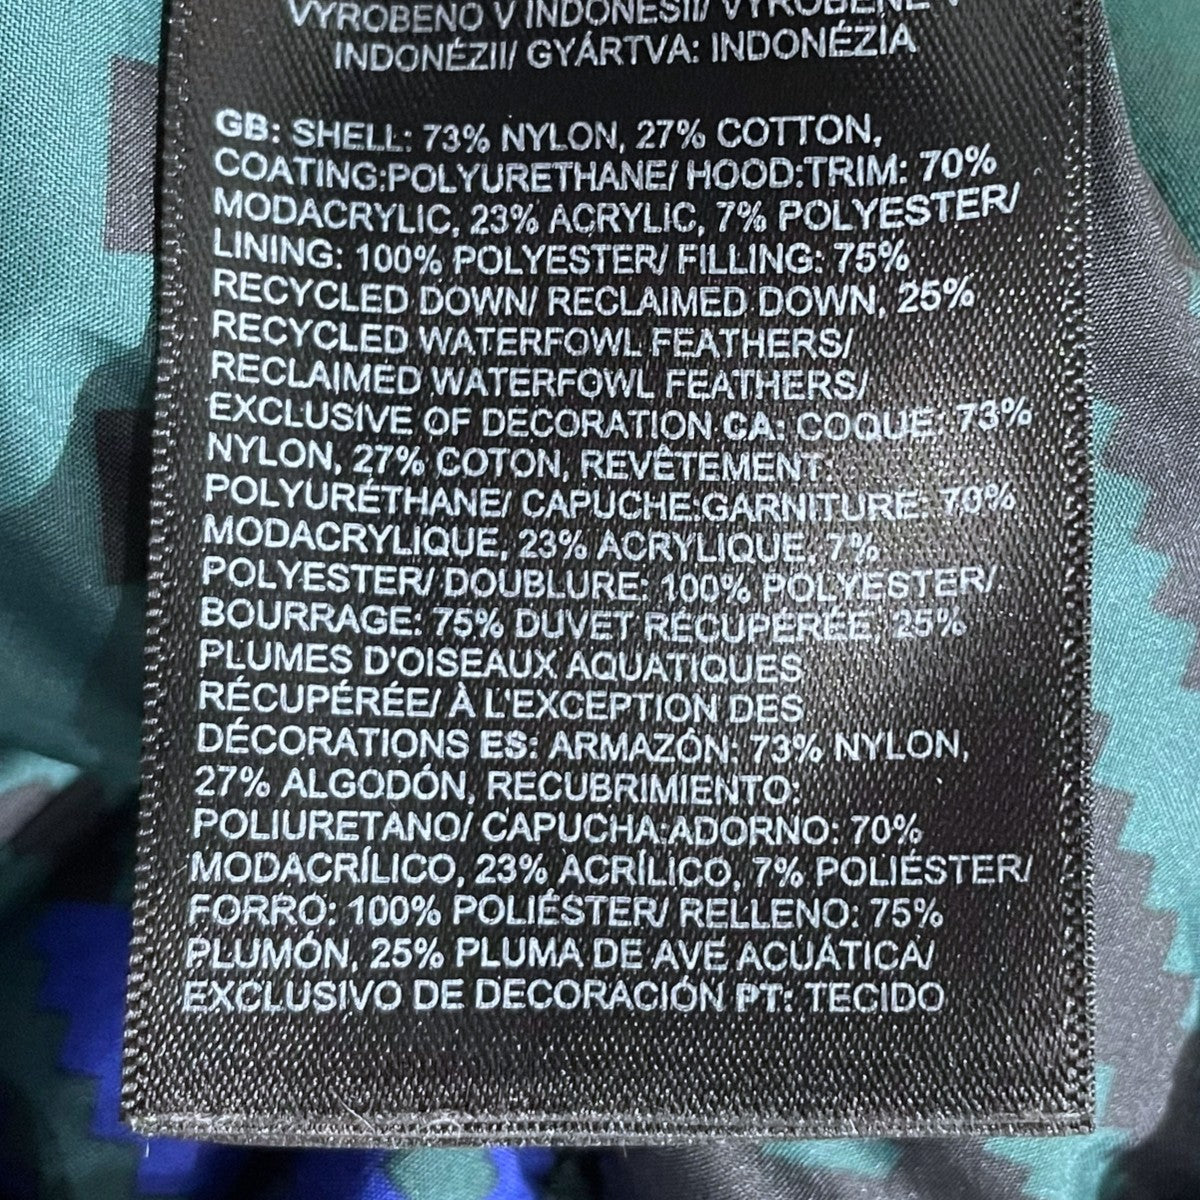 VYROBENO V INDONÉSII/ VYROBENÉ V
INDONÉZII/ GYÁRTVA: INDONÉZIA
GB: SHELL: 73% NYLON, 27% COTTON,
COATING:POLYURETHANE/ HOOD:TRIM: 70%
MODACRYLIC, 23% ACRYLIC, 7% POLYESTER/
LINING: 100% POLYESTER/ FILLING: 75%
RECYCLED DOWN/ RECLAIMED DOWN, 25%
RECYCLED WATERFOWL FEATHERS/
RECLAIMED WATERFOWL FEATHERS/
EXCLUSIVE OF DECORATION CA: COQUE: 73%
NYLON, 27% COTON, REVÊTEMENT:
POLYURÉTHANE/ CAPUCHE:GARNITURE: 70%
MODACRYLIQUE, 23% ACRYLIQUE, 7%
POLYESTER/ DOUBLURE: 100% POLYESTER/
BOURRAGE: 75% DUVET RÉCUPÉRÉE, 25%
PLUMES D'OISEAUX AQUATIQUES
RÉCUPÉRÉE/ À L'EXCEPTION DES
DÉCORATIONS ES: ARMAZÓN: 73% NYLON,
27% ALGODÓN, RECUBRIMIENTO:
POLIURETANO/ CAPUCHA:ADORNO: 70%
MODACRÍLICO, 23% ACRÍLICO, 7% POLIÉSTER/
FORRO: 100% POLIÉSTER/ RELLENO: 75%
PLUMÓN, 25% PLUMA DE AVE ACUÁTICA/
EXCLUSIVO DE DECORACIÓN PT: TECIDO